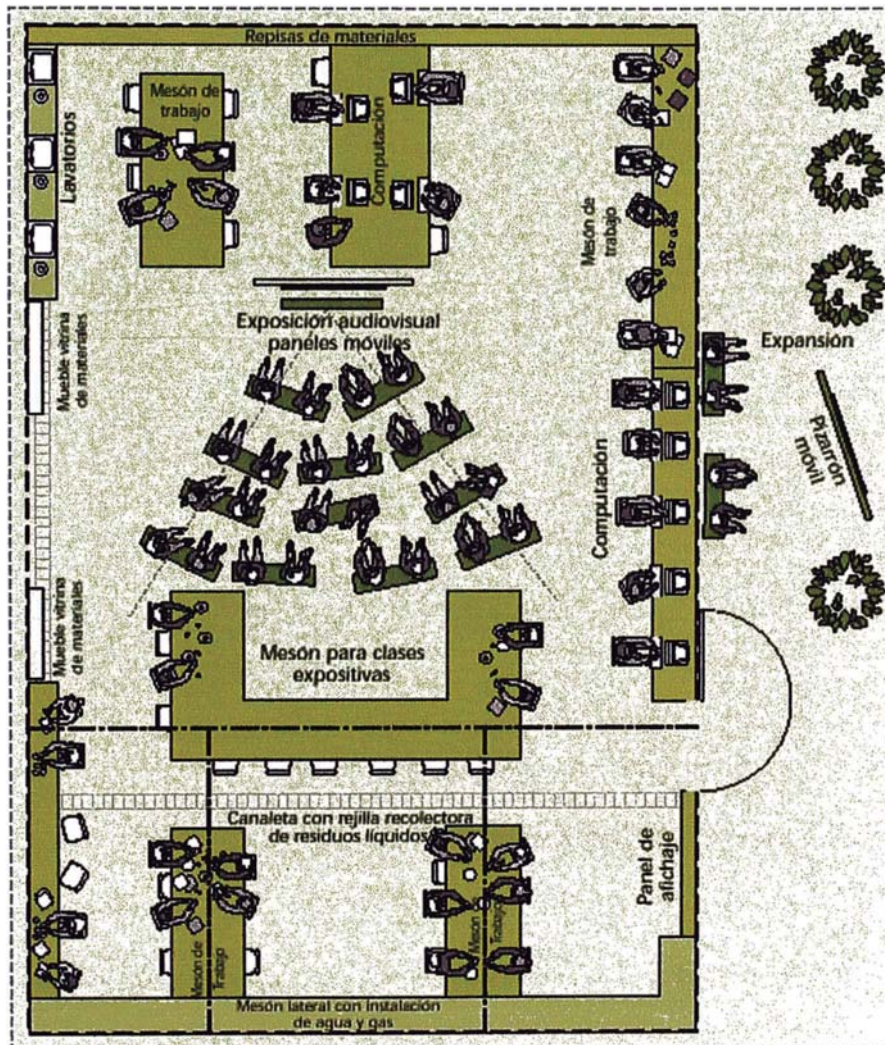 Repisas de materiales
Mesón de
trabajo
Lavatorios
Computación
Mesón de
trabajo
Exposición audiovisual
paneles móviles
Expansión
Mueble vitrina
de materiales
Pizarrón
móvil
Computación
Mueble vitrina
de materiales
Mesón para clases
expositivas
Canaleta con rejilla recolectora
de residuos líquidos
Panel de
afichaje
Mesón de
Trabajo
Mesón de
Trabajo
Mesón lateral con instalación
de agua y gas